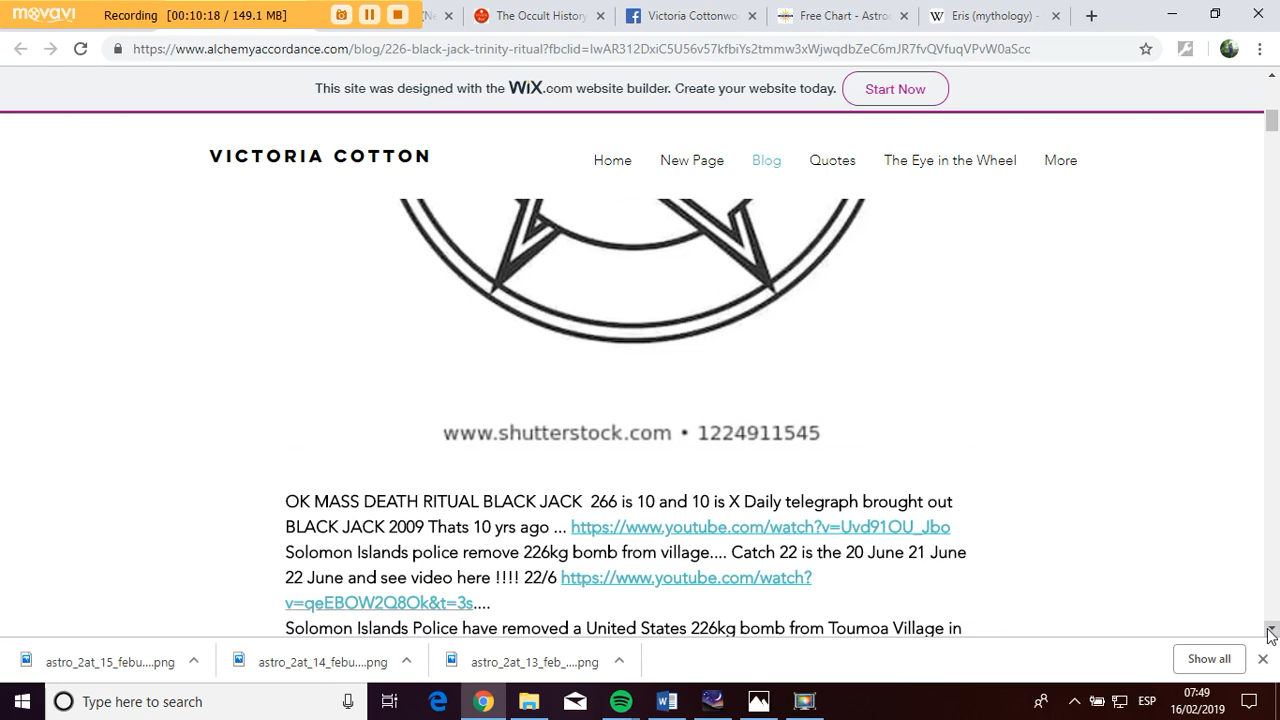 movavi
Recording [00:10:18 / 149.1 MB]
The Occult History
Victoria Cottonwo
Free Chart - Astroc
W Eris (mythology) -
https://www.alchemyaccordance.com/blog/226-black-jack-trinity-ritual?fbclid=IwAR312DxiC5U56v57kfbiYs2tmmw3xWjwqdbZeC6mJR7fvQVfuqVPvW0aScc
This site was designed with the WiX.com website builder. Create your website today. Start Now
VICTORIA COTTON
Home New Page Blog Quotes The Eye in the Wheel More
www.shutterstock.com • 1224911545
OK MASS DEATH RITUAL BLACK JACK 266 is 10 and 10 is X Daily telegraph brought out
BLACK JACK 2009 Thats 10 yrs ago ... https://www.youtube.com/watch?v=Uvd91OU_Jbo
Solomon Islands police remove 226kg bomb from village.... Catch 22 is the 20 June 21 June
22 June and see video here !!!! 22/6 https://www.youtube.com/watch?
v=qeEBOW2Q8Ok&t=3s....
Solomon Islands Police have removed a United States 226kg bomb from Toumoa Village in
astro_2at_15_febu....png
astro_2at_14_febu....png
astro_2at_13_feb_....png
Show all
Type here to search
ESP
07:49
16/02/2019